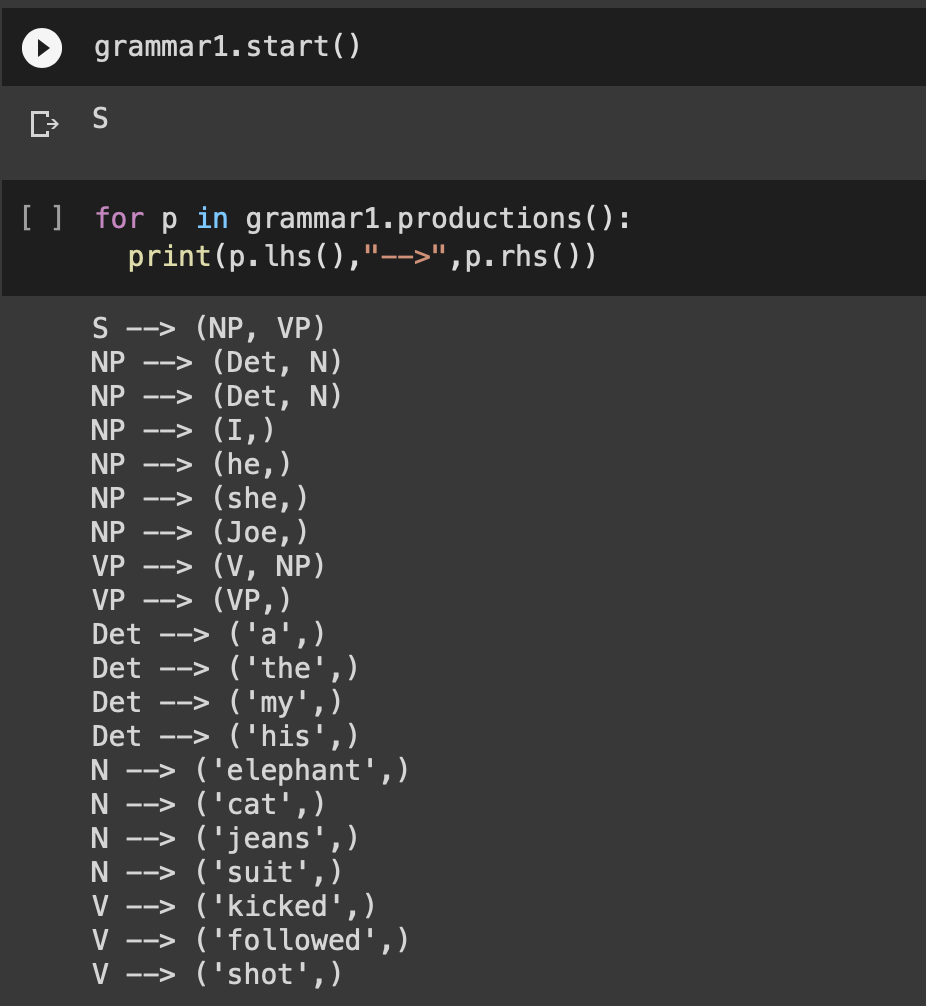 grammar1.start()
S
[ ] for p in grammar1.productions():
print(p.lhs(),"-->",p.rhs())
S --> (NP, VP)
NP --> (Det, N)
NP --> (Det, N)
NP --> (I,)
NP --> (he,)
NP --> (she,)
NP --> (Joe,)
VP --> (V, NP)
VP --> (VP,)
Det --> ('a',)
Det --> ('the',)
Det --> ('my',)
Det --> ('his',)
N --> ('elephant',)
N --> ('cat',)
N --> ('jeans',)
N --> ('suit',)
V --> ('kicked',)
V --> ('followed',)
V --> ('shot',)